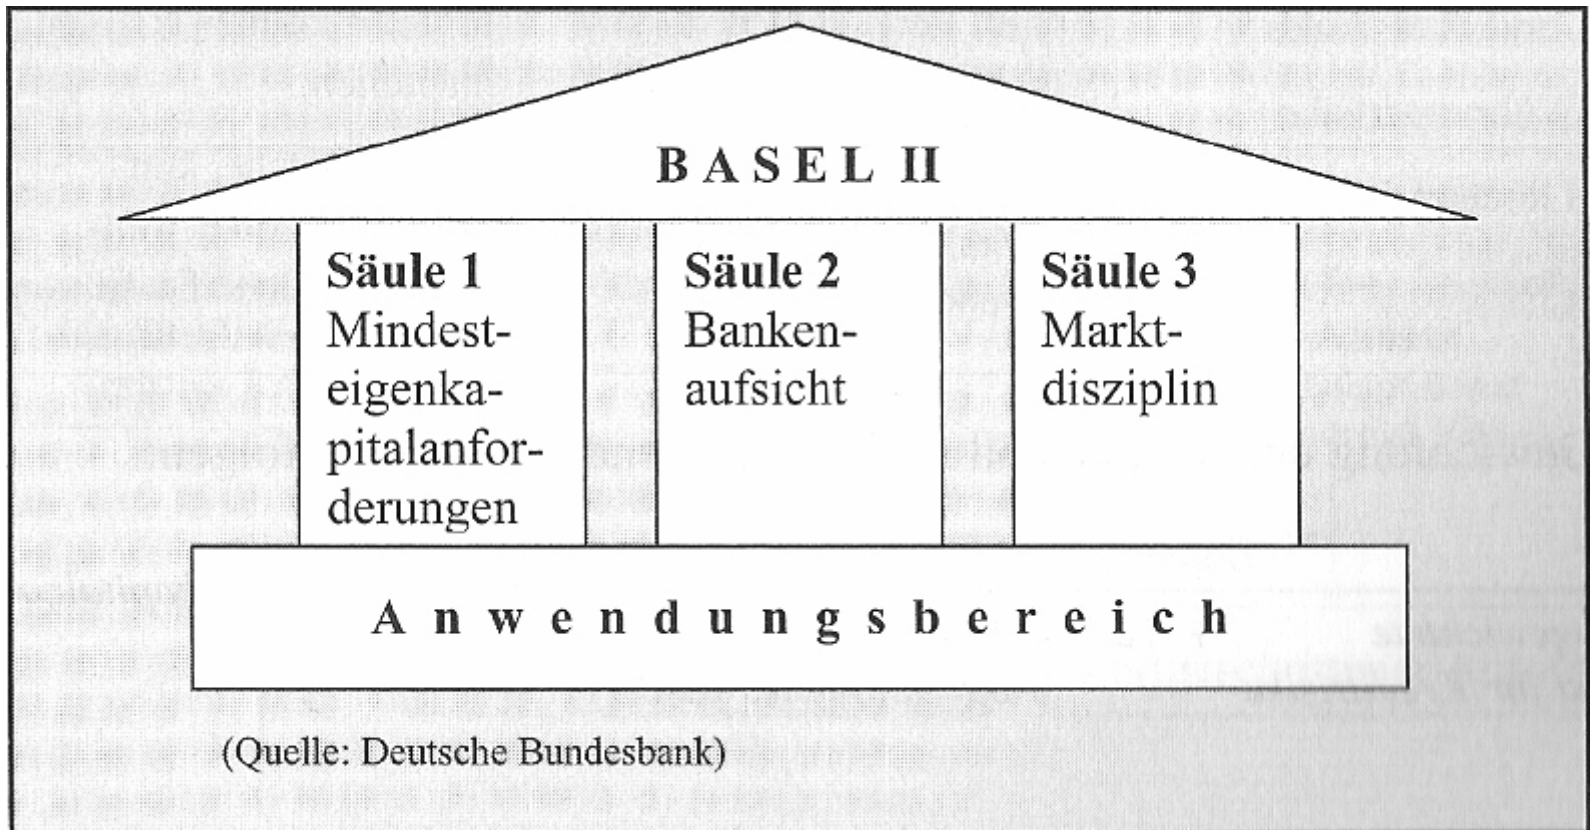 BASEL II
Säule 1
Mindest-
eigenka-
pitalanfor-
derungen
Säule 2
Banken-
aufsicht
Säule 3
Markt-
disziplin
Anwendungsbereich
(Quelle: Deutsche Bundesbank)